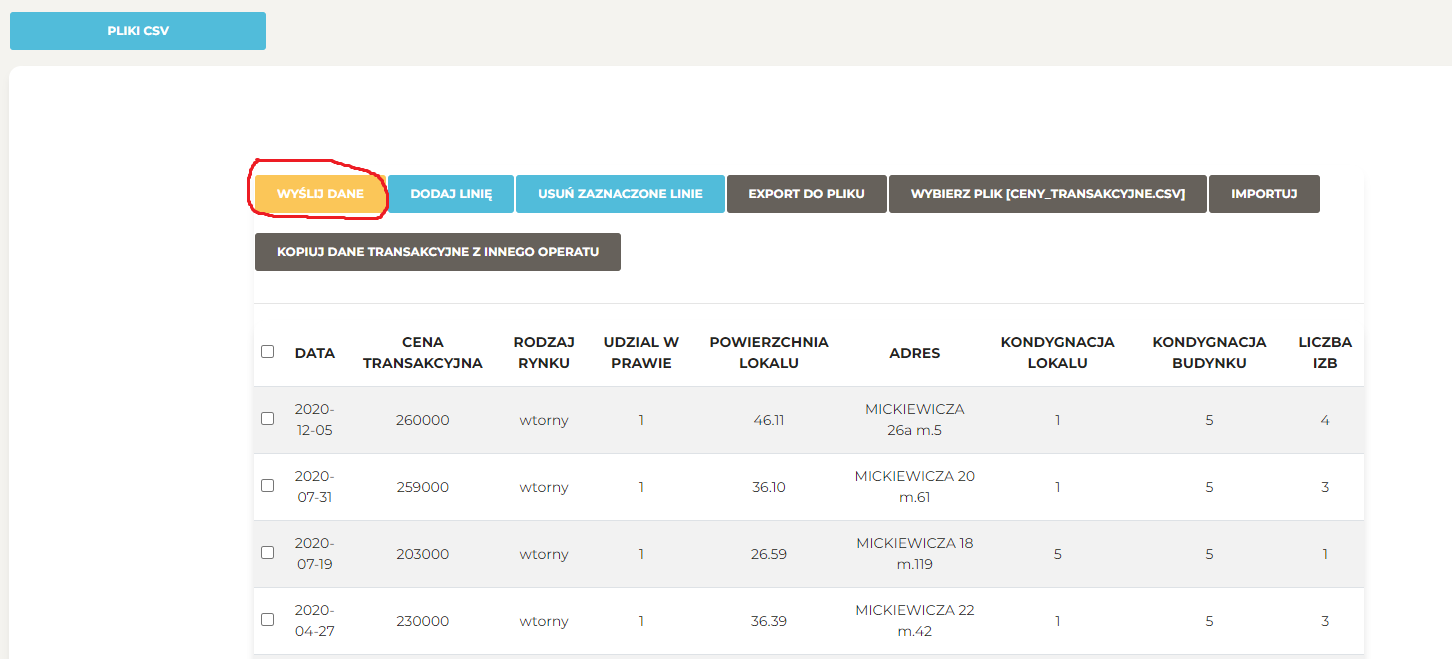 PLIKI CSV
WYŚLIJ DANE DODAJ LINIĘ USUŃ ZAZNACZONE LINIE EXPORT DO PLIKU WYBIERZ PLIK [CENY_TRANSAKCYJNE.CSV] IMPORTUJ
KOPIUJ DANE TRANSAKCYJNE Z INNEGO OPERATU
DATA CENA TRANSAKCYJNA RODZAJ RYNKU UDZIAL W PRAWIE POWIERZCHNIA LOKALU ADRES KONDYGNACJA LOKALU KONDYGNACJA BUDYNKU LICZBA IZB
2020-12-05 260000 wtorny 1 46.11 MICKIEWICZA 26a m.5 1 5 4
2020-07-31 259000 wtorny 1 36.10 MICKIEWICZA 20 m.61 1 5 3
2020-07-19 203000 wtorny 1 26.59 MICKIEWICZA 18 m.119 5 5 1
2020-04-27 230000 wtorny 1 36.39 MICKIEWICZA 22 m.42 1 5 3